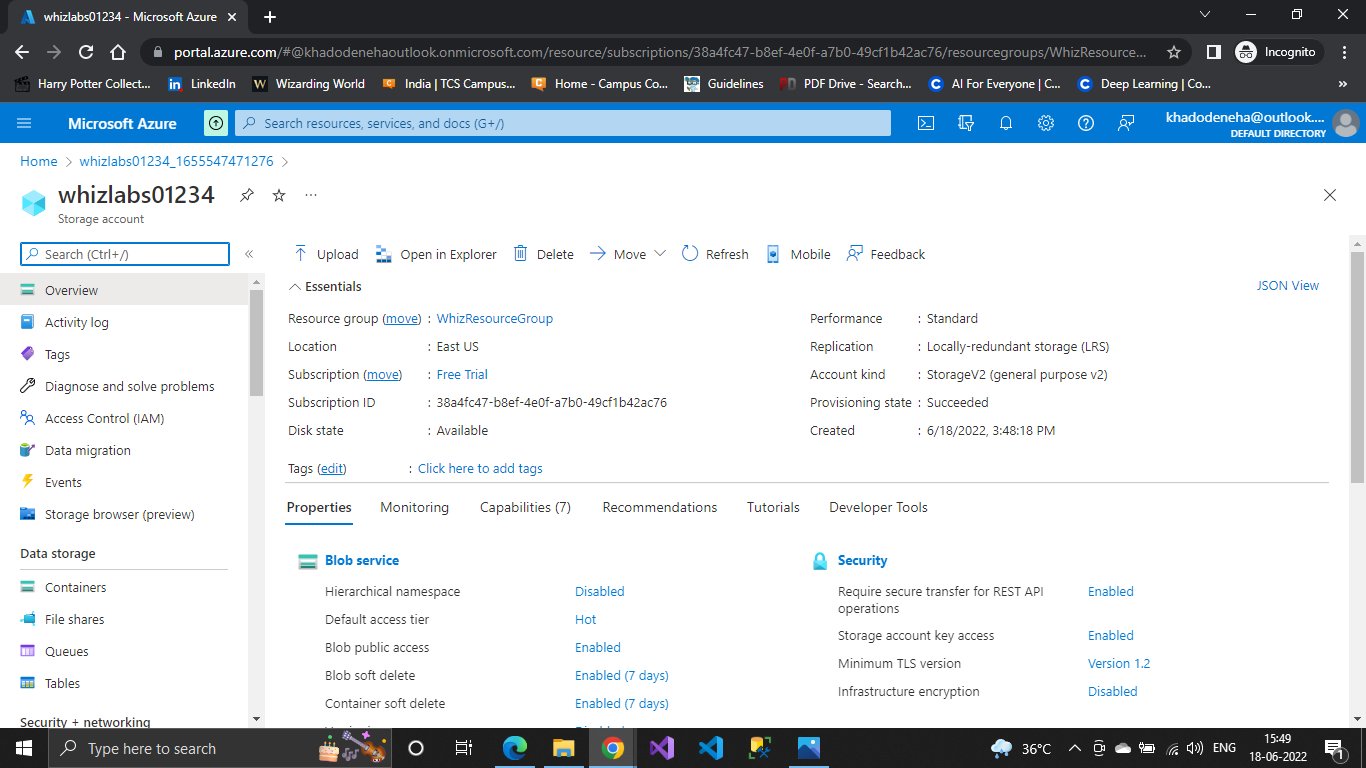 whizlabs01234 - Microsoft Azure
portal.azure.com/#@khadodenehaoutlook.onmicrosoft.com/resource/subscriptions/38a4fc47-b8ef-4e0f-a7b0-49cf1b42ac76/resourcegroups/WhizResource...
Incognito
Harry Potter Collect... LinkedIn Wizarding World India | TCS Campus... Home - Campus Co... Guidelines PDF Drive - Search... AI For Everyone | C... Deep Learning | Co... »
Microsoft Azure
Search resources, services, and docs (G+/)
khadodeneha@outlook....
DEFAULT DIRECTORY
Home > whizlabs01234_1655547471276 >
whizlabs01234
Storage account
Search (Ctrl+/)
Overview
Activity log
Tags
Diagnose and solve problems
Access Control (IAM)
Data migration
Events
Storage browser (preview)
Data storage
Containers
File shares
Queues
Tables
Security + networking
Upload Open in Explorer Delete Move Refresh Mobile Feedback
Essentials
JSON View
Resource group (move) : WhizResourceGroup
Location : East US
Subscription (move) : Free Trial
Subscription ID : 38a4fc47-b8ef-4e0f-a7b0-49cf1b42ac76
Disk state : Available
Performance : Standard
Replication : Locally-redundant storage (LRS)
Account kind : StorageV2 (general purpose v2)
Provisioning state : Succeeded
Created : 6/18/2022, 3:48:18 PM
Tags (edit) : Click here to add tags
Properties Monitoring Capabilities (7) Recommendations Tutorials Developer Tools
Blob service
Hierarchical namespace Disabled
Default access tier Hot
Blob public access Enabled
Blob soft delete Enabled (7 days)
Container soft delete Enabled (7 days)
Security
Require secure transfer for REST API Enabled
operations
Storage account key access Enabled
Minimum TLS version Version 1.2
Infrastructure encryption Disabled
Type here to search
36°C
ENG
15:49
18-06-2022
1